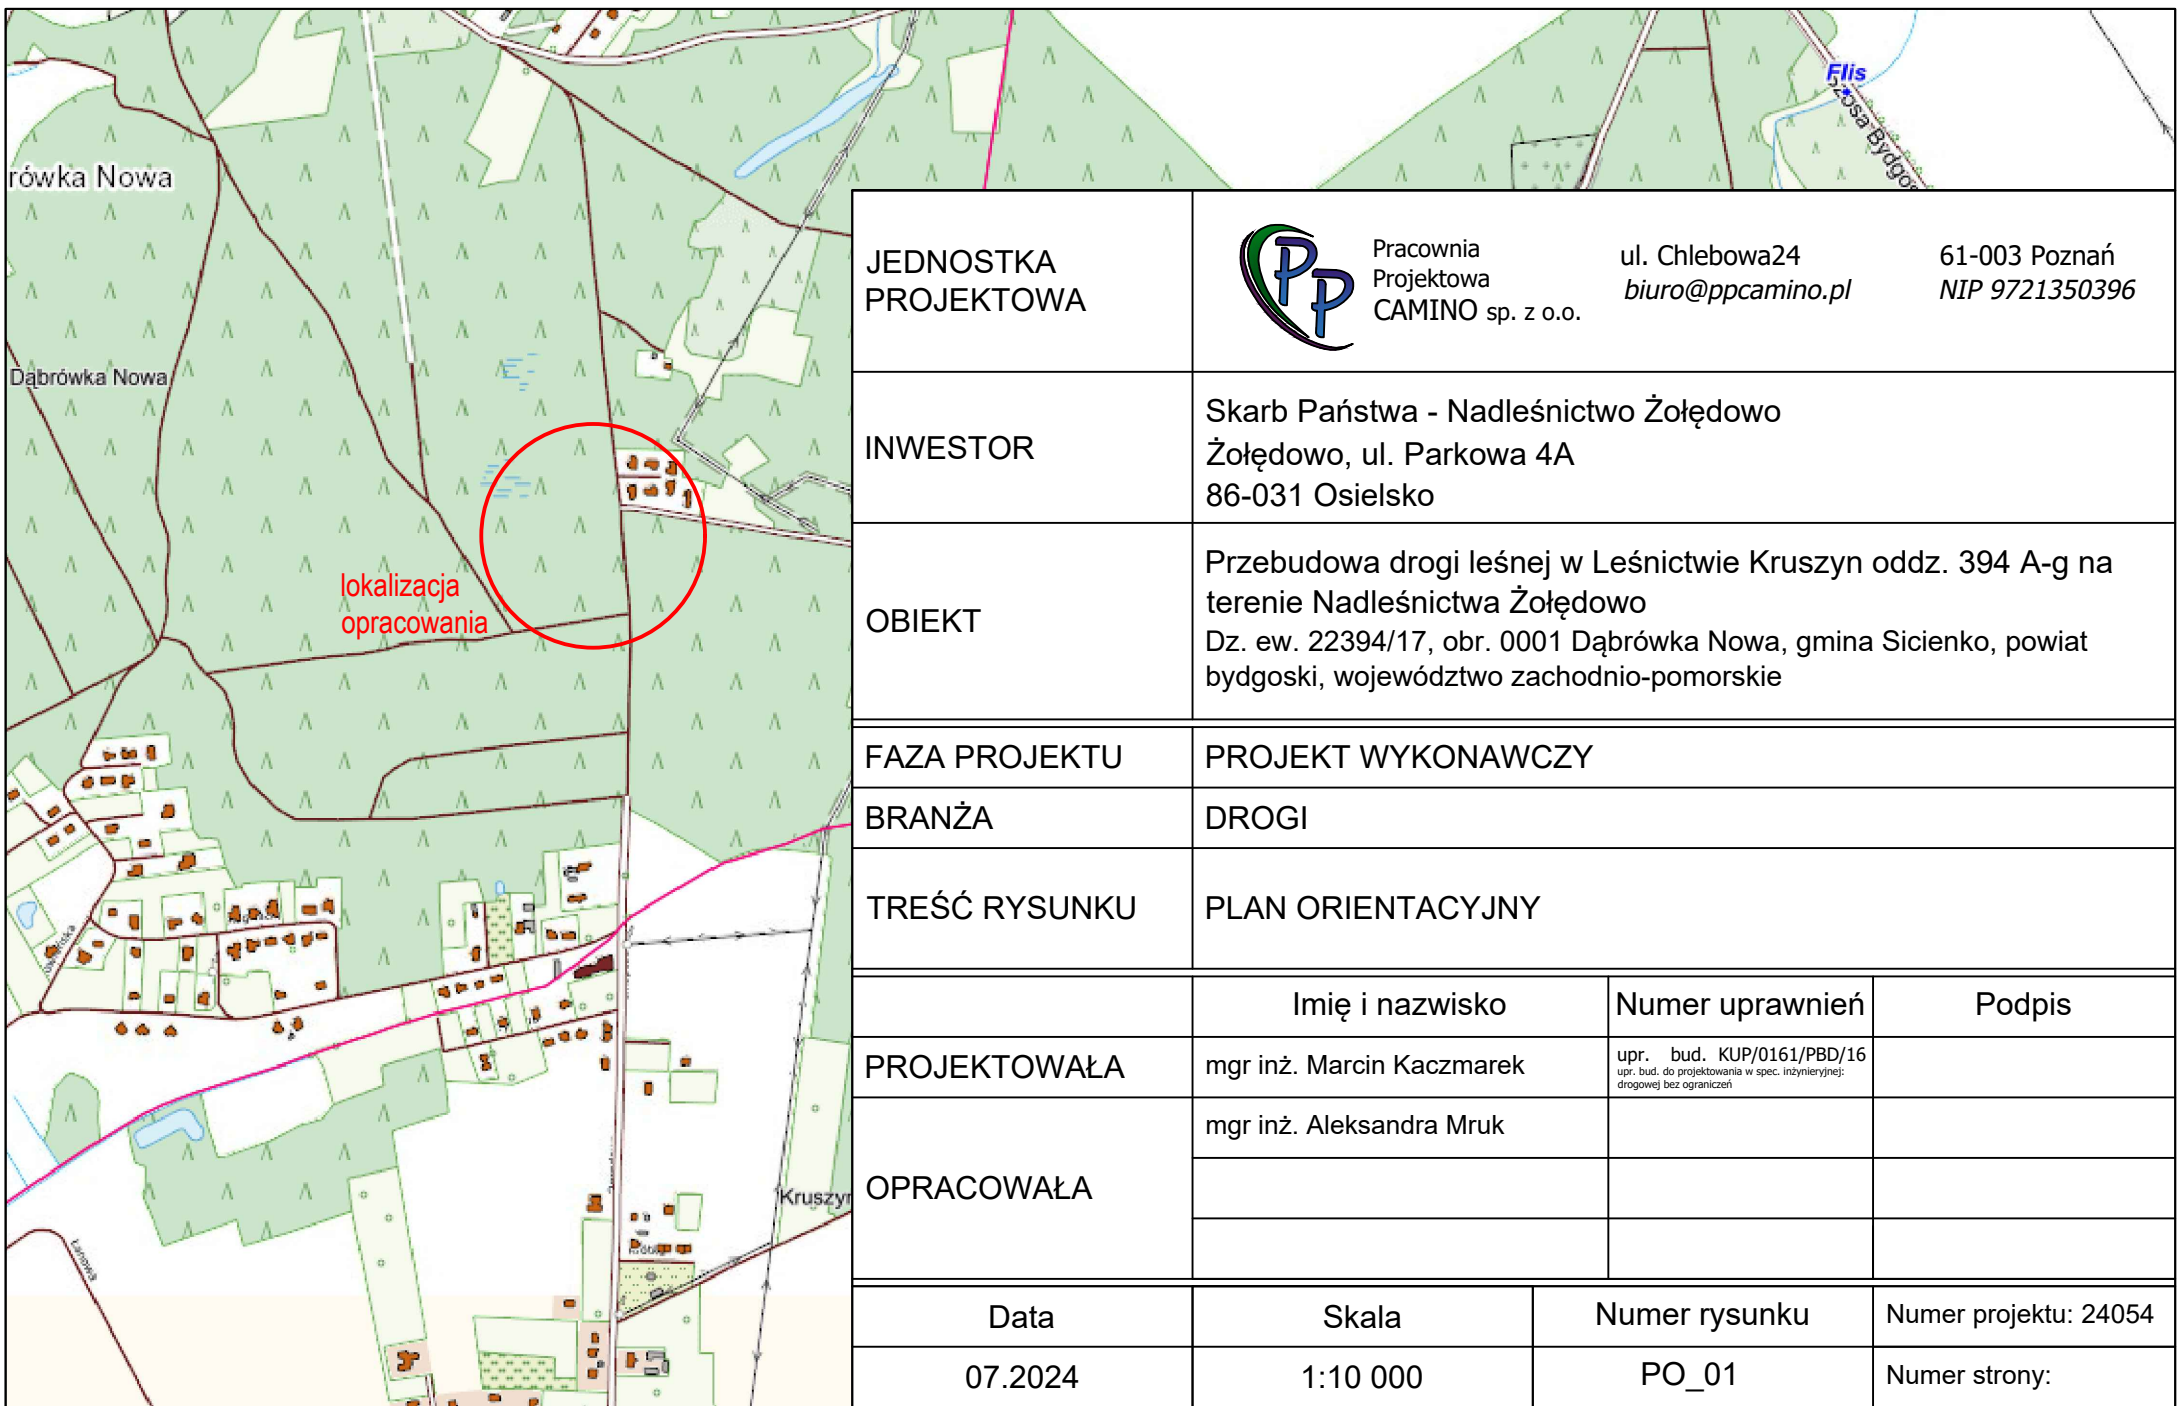 Flis
Szosa Bydgos
rówka Nowa
Dąbrówka Nowa
lokalizacja
opracowania
Kruszyn
Łanowa
JEDNOSTKA
PROJEKTOWA
PP
Pracownia
Projektowa
CAMINO sp. z o.o.
ul. Chlebowa24
biuro@ppcamino.pl
61-003 Poznań
NIP 9721350396
INWESTOR
Skarb Państwa - Nadleśnictwo Żołędowo
Żołędowo, ul. Parkowa 4A
86-031 Osielsko
OBIEKT
Przebudowa drogi leśnej w Leśnictwie Kruszyn oddz. 394 A-g na
terenie Nadleśnictwa Żołędowo
Dz. ew. 22394/17, obr. 0001 Dąbrówka Nowa, gmina Sicienko, powiat
bydgoski, województwo zachodnio-pomorskie
FAZA PROJEKTU
PROJEKT WYKONAWCZY
BRANŻA
DROGI
TREŚĆ RYSUNKU
PLAN ORIENTACYJNY
Imię i nazwisko
Numer uprawnień
Podpis
PROJEKTOWAŁA
mgr inż. Marcin Kaczmarek
upr. bud. KUP/0161/PBD/16
upr. bud. do projektowania w spec. inżynieryjnej:
drogowej bez ograniczeń
OPRACOWAŁA
mgr inż. Aleksandra Mruk
Data
Skala
Numer rysunku
Numer projektu: 24054
07.2024
1:10 000
PO_01
Numer strony: